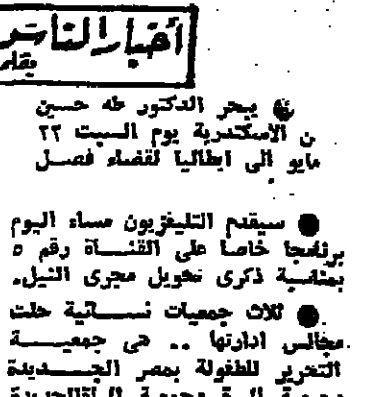 أخبار الناس
بقلم
يبحر الدكتور طه حسين
ن الاسكندرية يوم السبت ٢٢
مايو الى ايطاليا لقضاء فصل
● سيقدم التليفزيون مساء اليوم
برنامجا خاصا على القناة رقم ٥
بمناسبة ذكرى تحويل مجرى النيل.
● ثلاث جمعيات نسائية حلت
مجالس ادارتها .. هى جمعية
التحرير للطفولة بمصر الجديدة